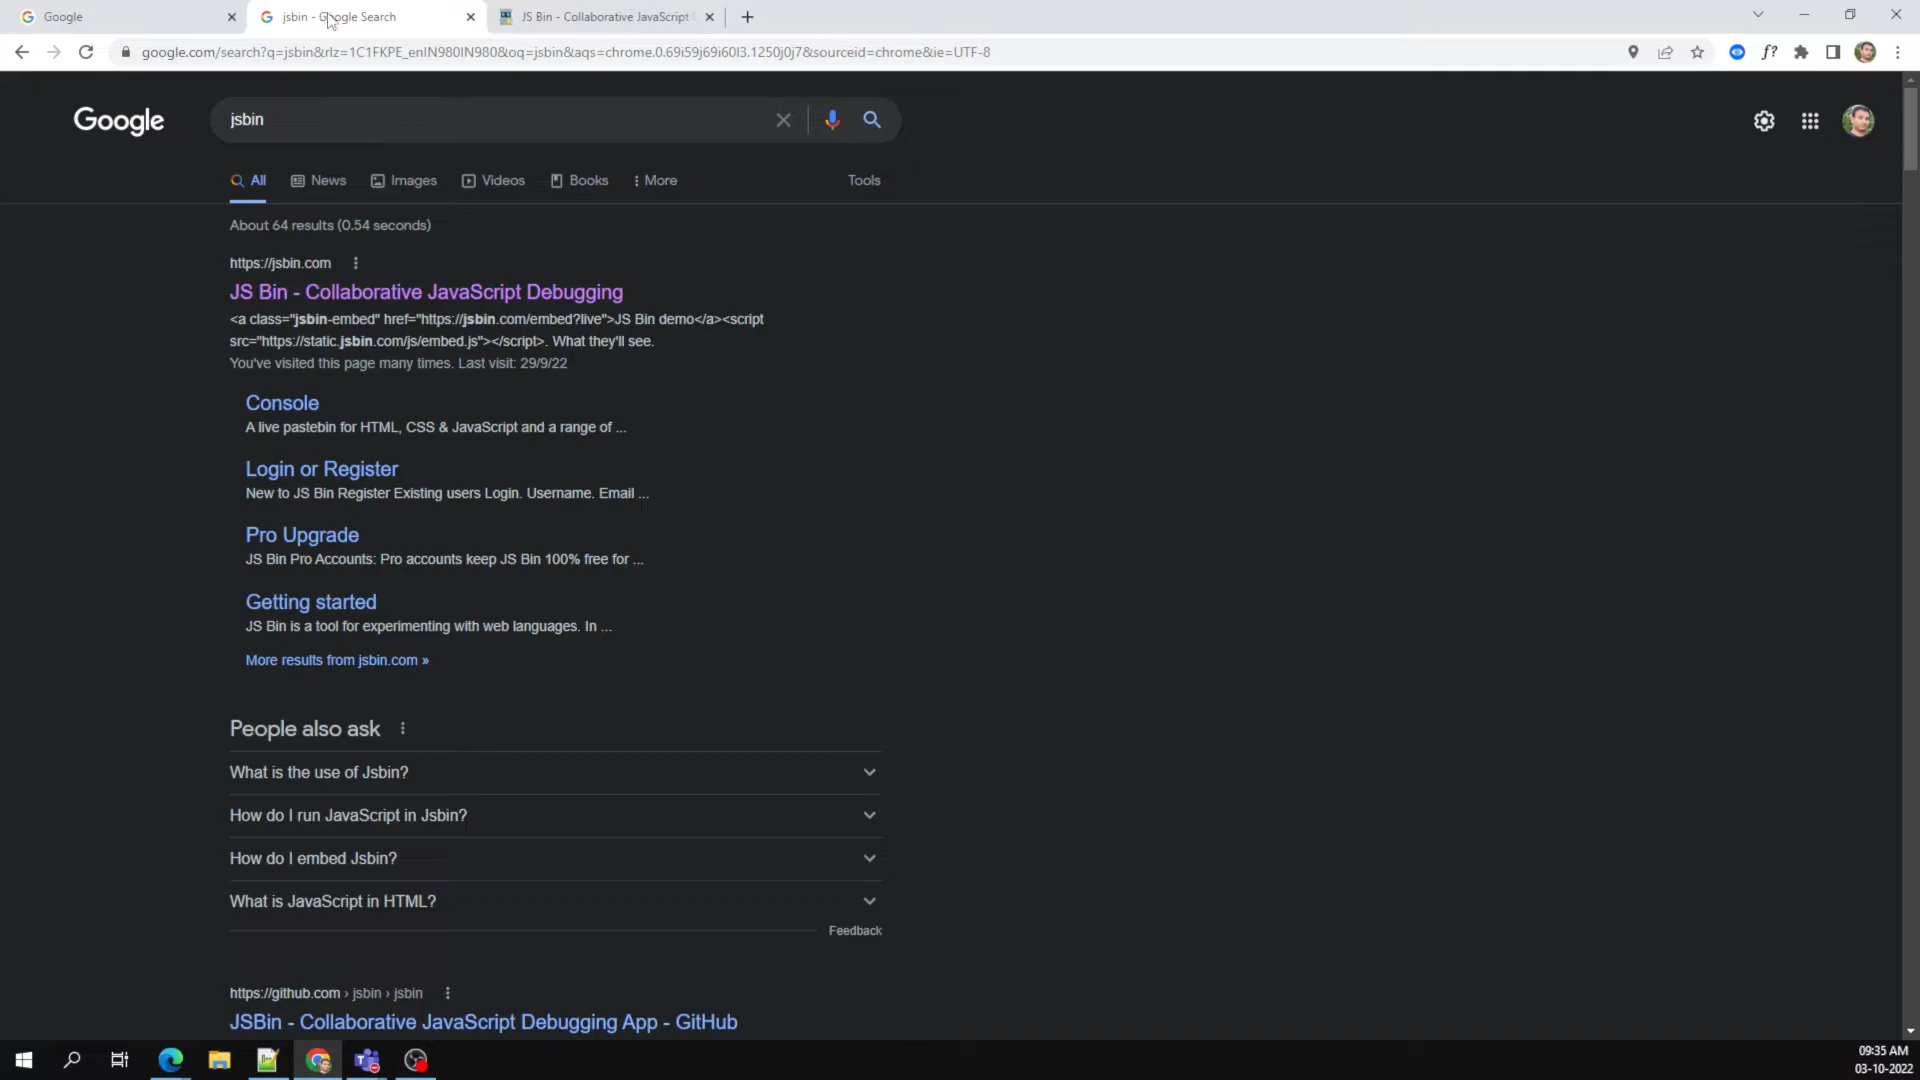 Google
jsbin - Google Search
JS Bin - Collaborative JavaScript
google.com/search?q=jsbin&rlz=1C1FKPE_enIN980IN980&oq=jsbin&aqs=chrome.0.69i59j69i60l3.1250j0j7&sourceid=chrome&ie=UTF-8
f?
Google
jsbin
All
News
Images
Videos
Books
More
Tools
About 64 results (0.54 seconds)
https://jsbin.com
JS Bin - Collaborative JavaScript Debugging
<a class="jsbin-embed" href="https://jsbin.com/embed?live">JS Bin demo</a><script
src="https://static.jsbin.com/js/embed.js"></script>. What they'll see.
You've visited this page many times. Last visit: 29/9/22
Console
A live pastebin for HTML, CSS & JavaScript and a range of ...
Login or Register
New to JS Bin Register Existing users Login. Username. Email ...
Pro Upgrade
JS Bin Pro Accounts: Pro accounts keep JS Bin 100% free for ...
Getting started
JS Bin is a tool for experimenting with web languages. In ...
More results from jsbin.com »
People also ask
What is the use of Jsbin?
How do I run JavaScript in Jsbin?
How do I embed Jsbin?
What is JavaScript in HTML?
Feedback
https://github.com › jsbin › jsbin
JSBin - Collaborative JavaScript Debugging App - GitHub
09:35 AM
03-10-2022